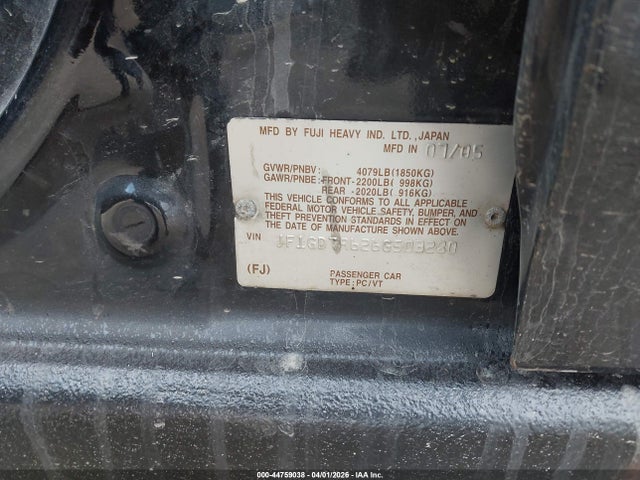 MFD BY FUJI HEAVY IND. LTD., JAPAN
MFD IN 07/05
GVWR/PNBV: 4079LB(1850KG)
GAWR/PNBE: FRONT-2200LB( 998KG)
REAR -2020LB( 916KG)
THIS VEHICLE CONFORMS TO ALL APPLICABLE
FEDERAL MOTOR VEHICLE SAFETY, BUMPER, AND
THEFT PREVENTION STANDARDS IN EFFECT ON
THE DATE OF MANUFACTURE SHOWN ABOVE.
VIN
(FJ)
PASSENGER CAR
TYPE:PC/VT
000-44759038 - 04/01/2026 - IAA Inc.